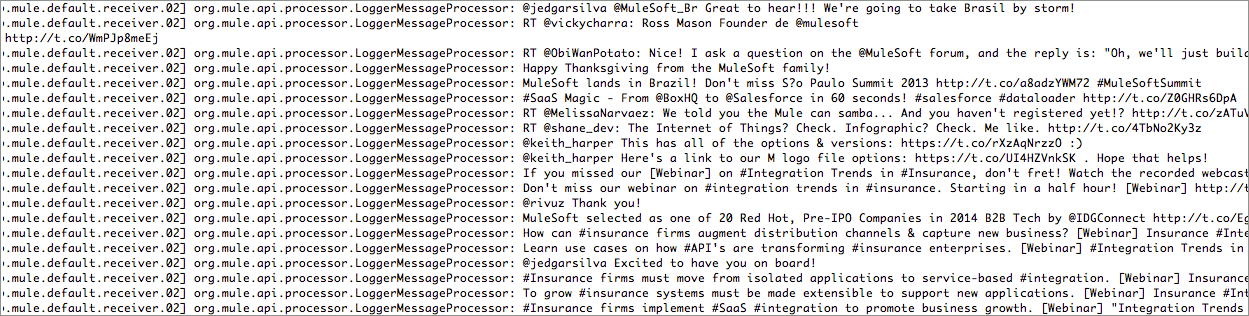 o.mule.default.receiver.02] org.mule.api.processor.LoggerMessageProcessor: @jedgarsilva @MuleSoft_Br Great to hear!!! We're going to take Brasil by storm!
o.mule.default.receiver.02] org.mule.api.processor.LoggerMessageProcessor: RT @vickycharra: Ross Mason Founder de @mulesoft
http://t.co/WmPJp8meEj
o.mule.default.receiver.02] org.mule.api.processor.LoggerMessageProcessor: RT @ObiWanPotato: Nice! I ask a question on the @MuleSoft forum, and the reply is: "Oh, we'll just build
o.mule.default.receiver.02] org.mule.api.processor.LoggerMessageProcessor: Happy Thanksgiving from the MuleSoft family!
o.mule.default.receiver.02] org.mule.api.processor.LoggerMessageProcessor: MuleSoft lands in Brazil! Don't miss S?o Paulo Summit 2013 http://t.co/a8adzYWM72 #MuleSoftSummit
o.mule.default.receiver.02] org.mule.api.processor.LoggerMessageProcessor: #SaaS Magic - From @BoxHQ to @Salesforce in 60 seconds! #salesforce #dataloader http://t.co/Z0GHRs6DpA
o.mule.default.receiver.02] org.mule.api.processor.LoggerMessageProcessor: RT @MelissaNarvaez: We told you the Mule can samba... And you haven't registered yet!? http://t.co/zATuV
o.mule.default.receiver.02] org.mule.api.processor.LoggerMessageProcessor: RT @shane_dev: The Internet of Things? Check. Infographic? Check. Me like. http://t.co/4TbNo2Ky3z
o.mule.default.receiver.02] org.mule.api.processor.LoggerMessageProcessor: @keith_harper This has all of the options & versions: https://t.co/rXzAqNrzzO :)
o.mule.default.receiver.02] org.mule.api.processor.LoggerMessageProcessor: @keith_harper Here's a link to our M logo file options: https://t.co/UI4HZVnkSK . Hope that helps!
o.mule.default.receiver.02] org.mule.api.processor.LoggerMessageProcessor: If you missed our [Webinar] on #Integration Trends in #Insurance, don't fret! Watch the recorded webcast
o.mule.default.receiver.02] org.mule.api.processor.LoggerMessageProcessor: Don't miss our webinar on #integration trends in #insurance. Starting in a half hour! [Webinar] http://t
o.mule.default.receiver.02] org.mule.api.processor.LoggerMessageProcessor: @rivuz Thank you!
o.mule.default.receiver.02] org.mule.api.processor.LoggerMessageProcessor: MuleSoft selected as one of 20 Red Hot, Pre-IPO Companies in 2014 B2B Tech by @IDGConnect http://t.co/Eg
o.mule.default.receiver.02] org.mule.api.processor.LoggerMessageProcessor: How can #insurance firms augment distribution channels & capture new business? [Webinar] Insurance #Inte
o.mule.default.receiver.02] org.mule.api.processor.LoggerMessageProcessor: Learn use cases on how #API's are transforming #insurance enterprises. [Webinar] #Integration Trends in
o.mule.default.receiver.02] org.mule.api.processor.LoggerMessageProcessor: @jedgarsilva Excited to have you on board!
o.mule.default.receiver.02] org.mule.api.processor.LoggerMessageProcessor: #Insurance firms must move from isolated applications to service-based #integration. [Webinar] Insurance
o.mule.default.receiver.02] org.mule.api.processor.LoggerMessageProcessor: To grow #insurance systems must be made extensible to support new applications. [Webinar] Insurance #Int
o.mule.default.receiver.02] org.mule.api.processor.LoggerMessageProcessor: #Insurance firms implement #SaaS #integration to promote business growth. [Webinar] "Integration Trends